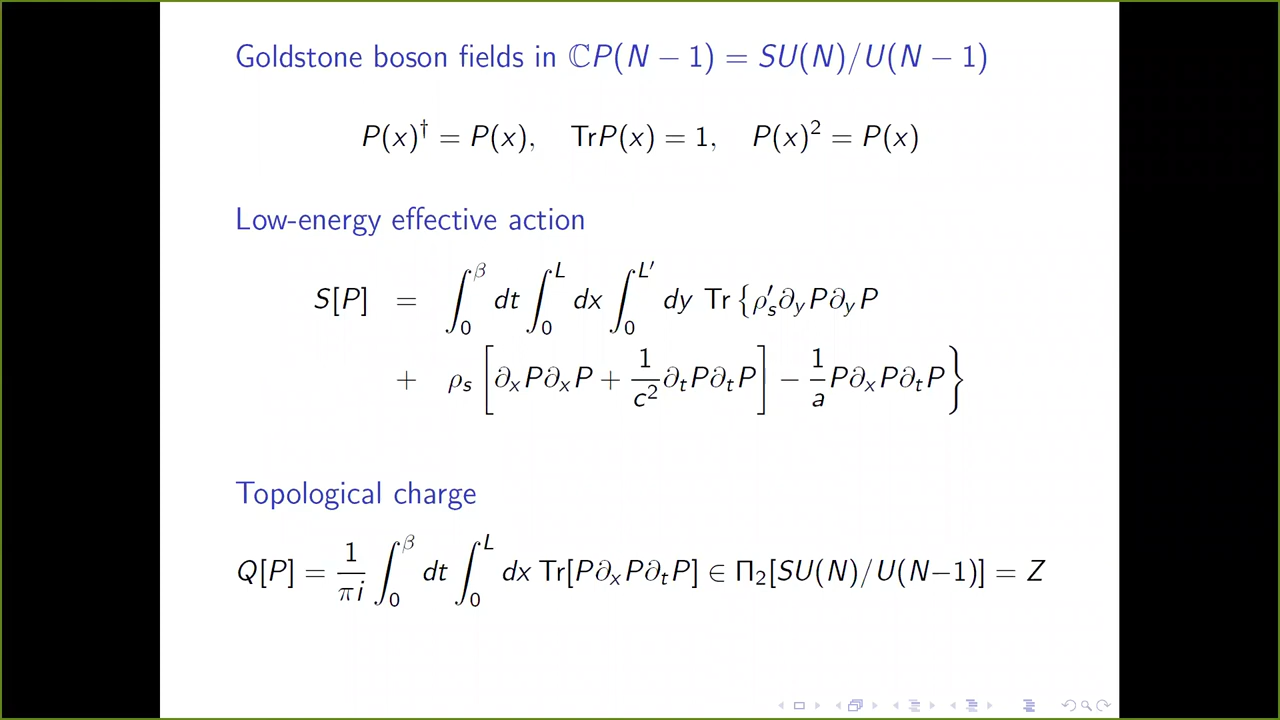 Goldstone boson fields in ℂP(N − 1) = SU(N)/U(N − 1)
P(x)† = P(x), TrP(x) = 1, P(x)² = P(x)
Low-energy effective action
S[P] = ∫₀^β dt ∫₀^L dx ∫₀^L′ dy Tr {ρ′ₛ∂yP∂yP
+ ρₛ [∂ₓP∂ₓP + 1/c² ∂ₜP∂ₜP] − 1/a P∂ₓP∂ₜP}
Topological charge
Q[P] = 1/πi ∫₀^β dt ∫₀^L dx Tr[P∂ₓP∂ₜP] ∈ Π₂[SU(N)/U(N−1)] = Z